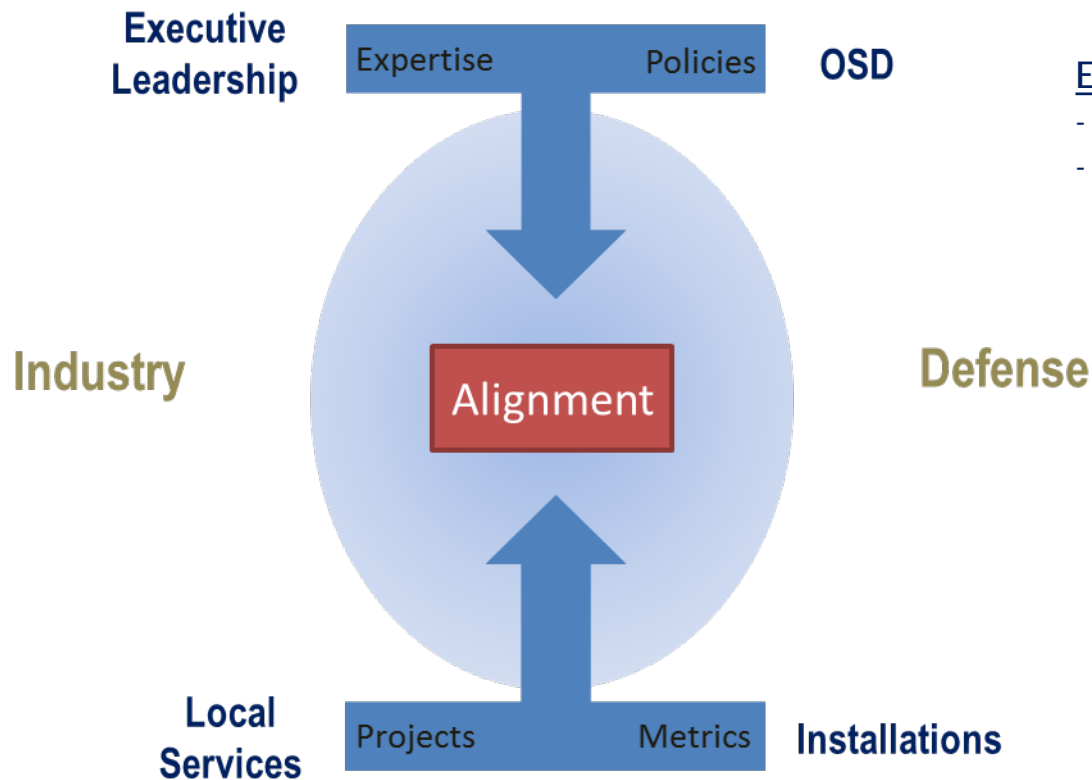 Executive
Leadership
Expertise
Policies
OSD
E
-
-
Industry
Alignment
Defense
Local
Services
Projects
Metrics
Installations